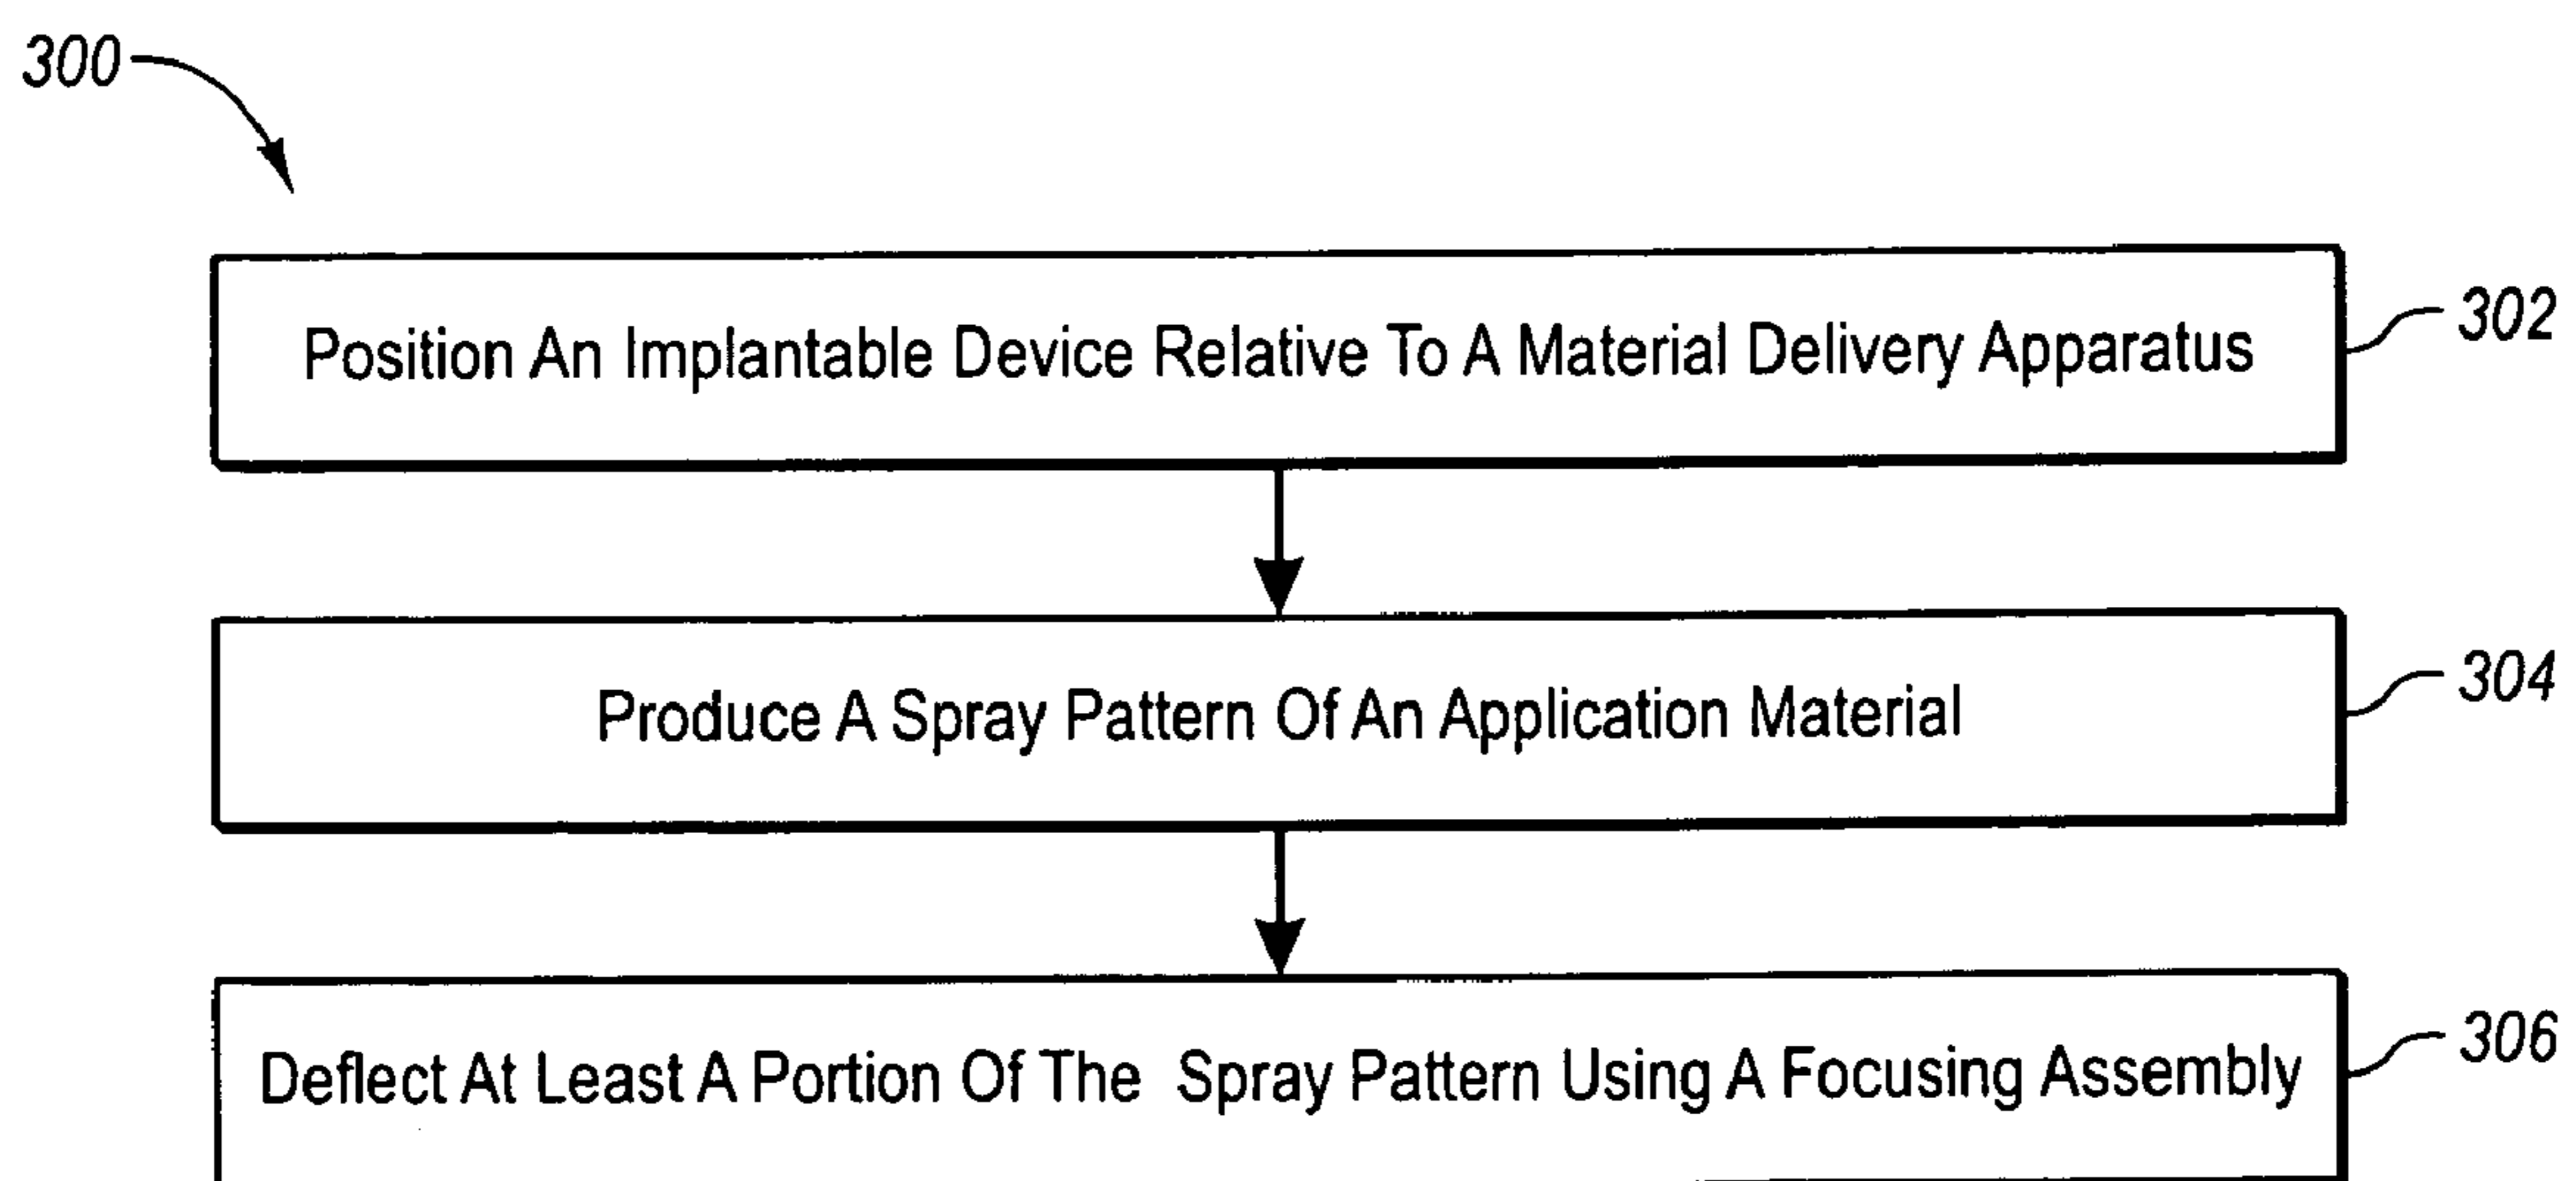 300
Position An Implantable Device Relative To A Material Delivery Apparatus
302
Produce A Spray Pattern Of An Application Material
304
Deflect At Least A Portion Of The Spray Pattern Using A Focusing Assembly
306